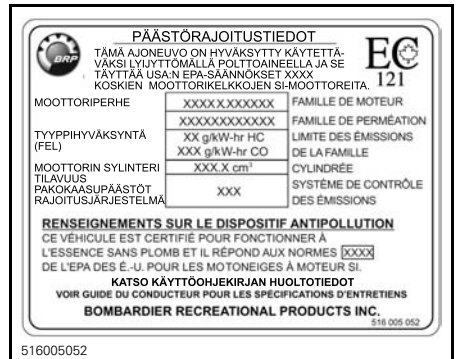 PÄÄSTÖRAJOITUSTIEDOT
BRP
TÄMÄ AJONEUVO ON HYVÄKSYTTY KÄYTETTÄ-
VÄKSI LYIJYTTÖMÄLLÄ POLTTOAINEELLA JA SE
TÄYTTÄÄ USA:N EPA-SÄÄNNÖKSET XXXX
KOSKIEN MOOTTORIKELKKOJEN SI-MOOTTOREITA.
EC
121
MOOTTORIPERHE XXXXXXXXXXXX FAMILLE DE MOTEUR
XXXXXXXXXXXX FAMILLE DE PERMÉATION
TYYPPIHYVÄKSYNTÄ XX g/kW-hr HC LIMITE DES ÉMISSIONS
(FEL) XXX g/kW-hr CO DE LA FAMILLE
MOOTTORIN SYLINTERI XXX.X cm³ CYLINDRÉE
TILAVUUS
PAKOKAASUPÄÄSTÖT XXX SYSTÈME DE CONTRÔLE
RAJOITUSJÄRJESTELMÄ DES ÉMISSIONS
RENSEIGNEMENTS SUR LE DISPOSITIF ANTIPOLLUTION
CE VÉHICULE EST CERTIFIÉ POUR FONCTIONNER À
L'ESSENCE SANS PLOMB ET IL RÉPOND AUX NORMES XXXX
DE L'EPA DES É.-U. POUR LES MOTONEIGES À MOTEUR SI.
KATSO KÄYTTÖOHJEKIRJAN HUOLTOTIEDOT
VOIR GUIDE DU CONDUCTEUR POUR LES SPÉCIFICATIONS D'ENTRETIENS
BOMBARDIER RECREATIONAL PRODUCTS INC.
516 005 052
516005052